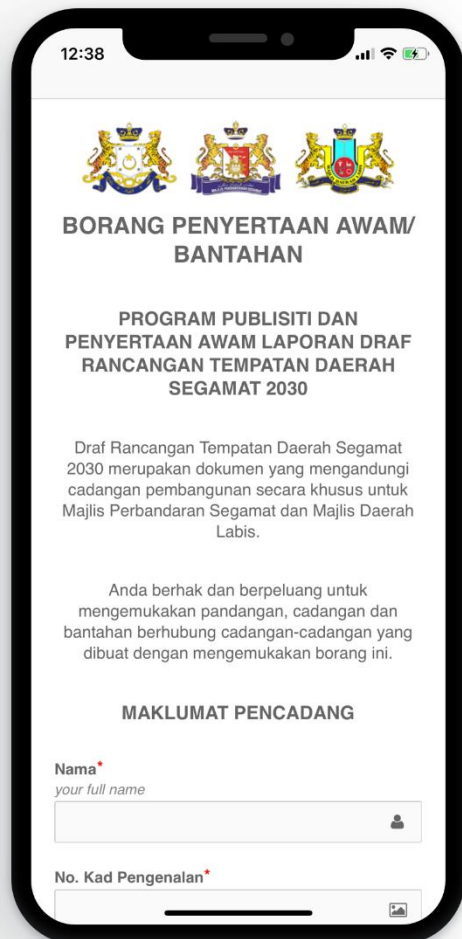 12:38
BORANG PENYERTAAN AWAM/
BANTAHAN
PROGRAM PUBLISITI DAN
PENYERTAAN AWAM LAPORAN DRAF
RANCANGAN TEMPATAN DAERAH
SEGAMAT 2030
Draf Rancangan Tempatan Daerah Segamat
2030 merupakan dokumen yang mengandungi
cadangan pembangunan secara khusus untuk
Majlis Perbandaran Segamat dan Majlis Daerah
Labis.
Anda berhak dan berpeluang untuk
mengemukakan pandangan, cadangan dan
bantahan berhubung cadangan-cadangan yang
dibuat dengan mengemukakan borang ini.
MAKLUMAT PENCADANG
Nama*
your full name
No. Kad Pengenalan*